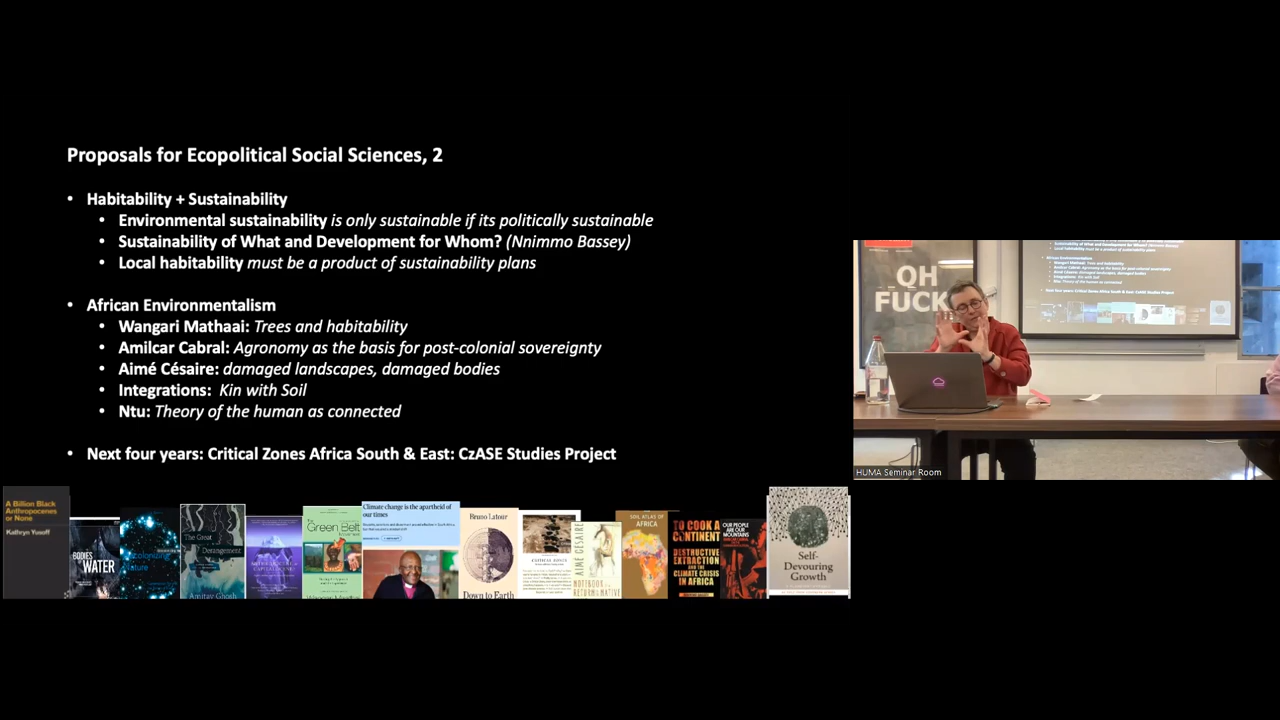 Proposals for Ecopolitical Social Sciences, 2
• Habitability + Sustainability
• Environmental sustainability is only sustainable if its politically sustainable
• Sustainability of What and Development for Whom? (Nnimmo Bassey)
• Local habitability must be a product of sustainability plans
• African Environmentalism
• Wangari Mathaai: Trees and habitability
• Amilcar Cabral: Agronomy as the basis for post-colonial sovereignty
• Aimé Césaire: damaged landscapes, damaged bodies
• Integrations: Kin with Soil
• Ntu: Theory of the human as connected
• Next four years: Critical Zones Africa South & East: CzASE Studies Project
A Billion Black
Anthropocenes
or None
Kathryn Yusoff
BODIES
WATER
The Great
Derangement
Amitav Ghosh
Green Belt
Climate change is the apartheid of
our times
Bruno Latour
Down to Earth
CRITICAL ZONES
AIMÉ CESAIRE
SOIL ATLAS OF
AFRICA
TO COOK A
CONTINENT
DESTRUCTIVE
EXTRACTION
AND THE
CLIMATE CRISIS
IN AFRICA
OUR PEOPLE ARE OUR
MOUNTAINS
Self-
Devouring
Growth
QH
FUCK
HUMA Seminar Room